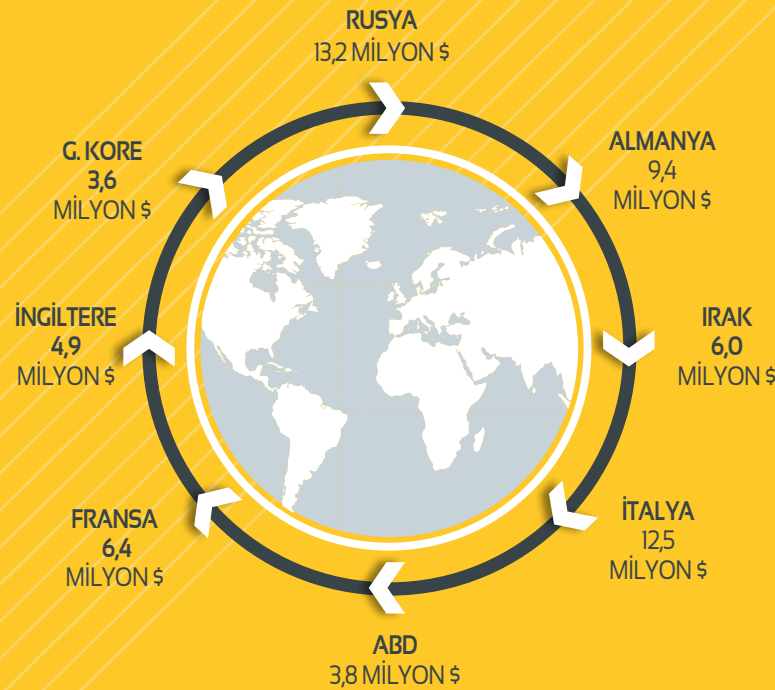 RUSYA
13,2 MİLYON $
ALMANYA
9,4
MİLYON $
IRAK
6,0
MİLYON $
İTALYA
12,5
MİLYON $
ABD
3,8 MİLYON $
FRANSA
6,4
MİLYON $
İNGİLTERE
4,9
MİLYON $
G. KORE
3,6
MİLYON $